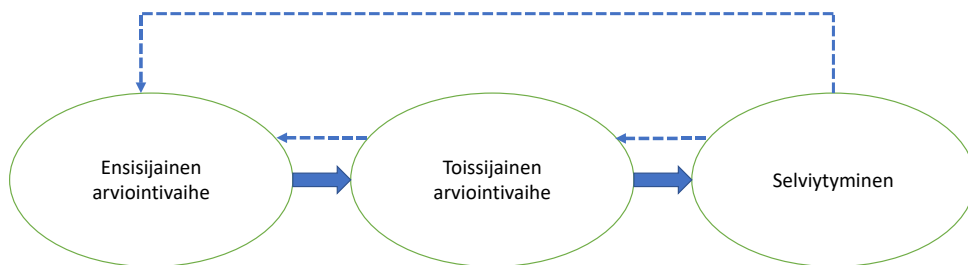 Ensisijainen
arviointivaihe
Toissijainen
arviointivaihe
Selviytyminen